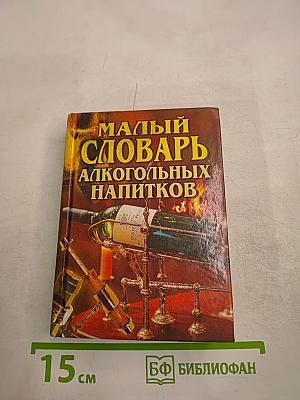 МАЛЫЙ
СЛОВАРЬ
АЛКОГОЛЬНЫХ
НАПИТКОВ
15 см
БФ БИБЛИОФАН